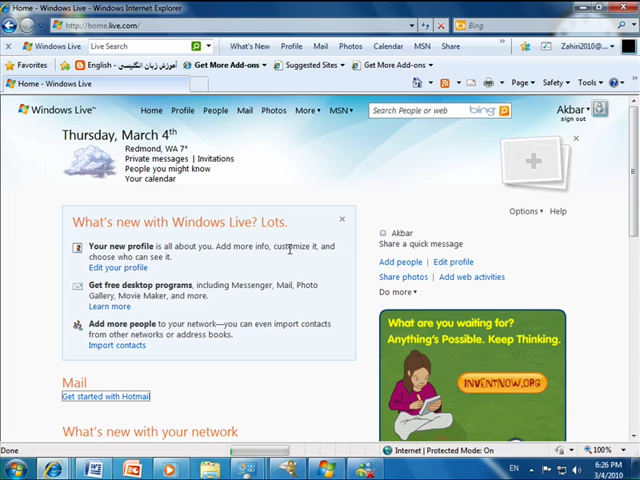 Home - Windows Live - Windows Internet Explorer
http://home.live.com/
Bing
Windows Live
Live Search
What's New
Profile
Mail
Photos
Calendar
MSN
Share
Zahiri2010@...
Favorites
آموزش زبان انگلیسی - English
Get More Add-ons
Suggested Sites
Get More Add-ons
Home - Windows Live
Page
Safety
Tools
Windows Live™
Home
Profile
People
Mail
Photos
More
MSN
Search People or web
bing
Akbar
sign out
Thursday, March 4th
Redmond, WA 7°
Private messages | Invitations
People you might know
Your calendar
Options
Help
What's new with Windows Live? Lots.
Your new profile is all about you. Add more info, customize it, and
choose who can see it.
Edit your profile
Get free desktop programs, including Messenger, Mail, Photo
Gallery, Movie Maker, and more.
Learn more
Add more people to your network—you can even import contacts
from other networks or address books.
Import contacts
Akbar
Share a quick message
Add people | Edit profile
Share photos | Add web activities
Do more
What are you waiting for?
Anything's Possible. Keep Thinking.
INVENTNOW.ORG
Mail
Get started with Hotmail
What's new with your network
Done
Internet | Protected Mode: On
100%
EN
6:26 PM
3/4/2010